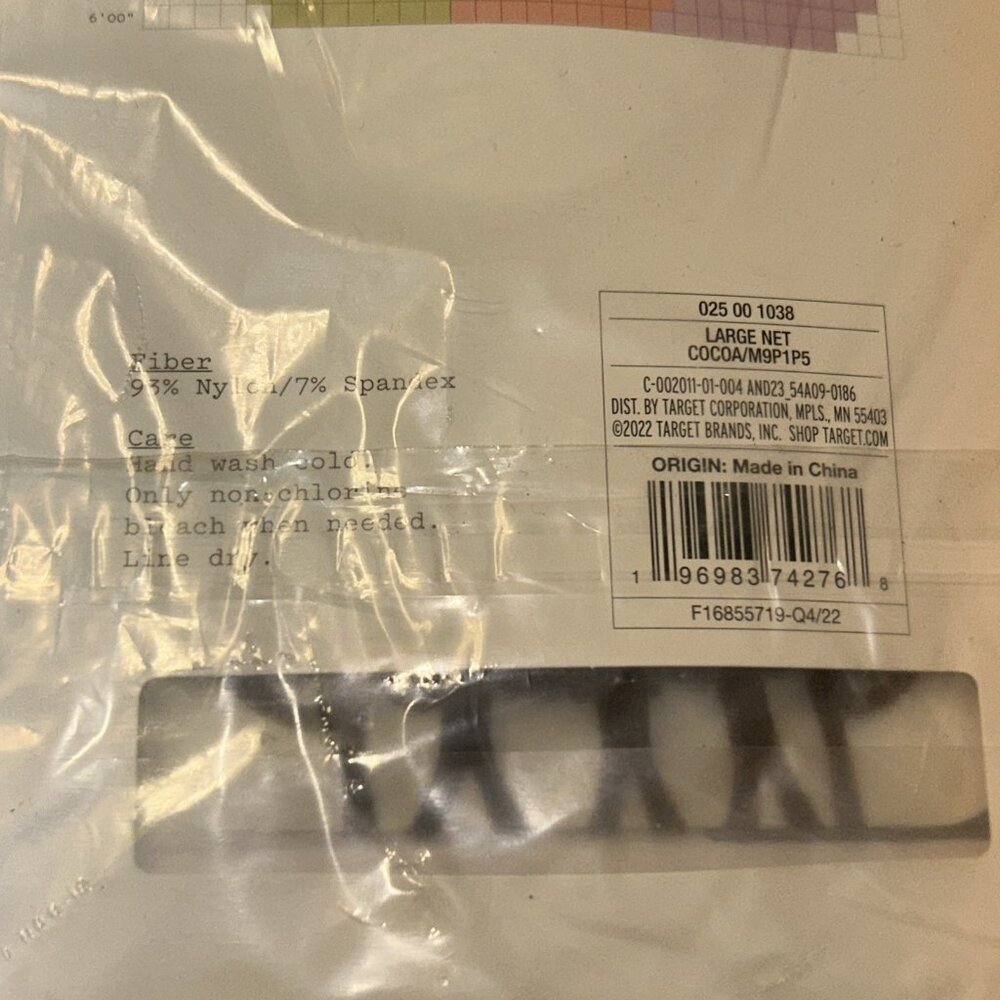 6'00"
Fiber
93% Nylon/7% Spandex
Care
Hand wash cold.
Only non-chlorine
bleach when needed.
Line dry.
025 00 1038
LARGE NET
COCOA/M9P1P5
C-002011-01-004 AND23_54A09-0186
DIST. BY TARGET CORPORATION, MPLS., MN 55403
©2022 TARGET BRANDS, INC. SHOP TARGET.COM
ORIGIN: Made in China
1 96983 74276 8
F16855719-Q4/22